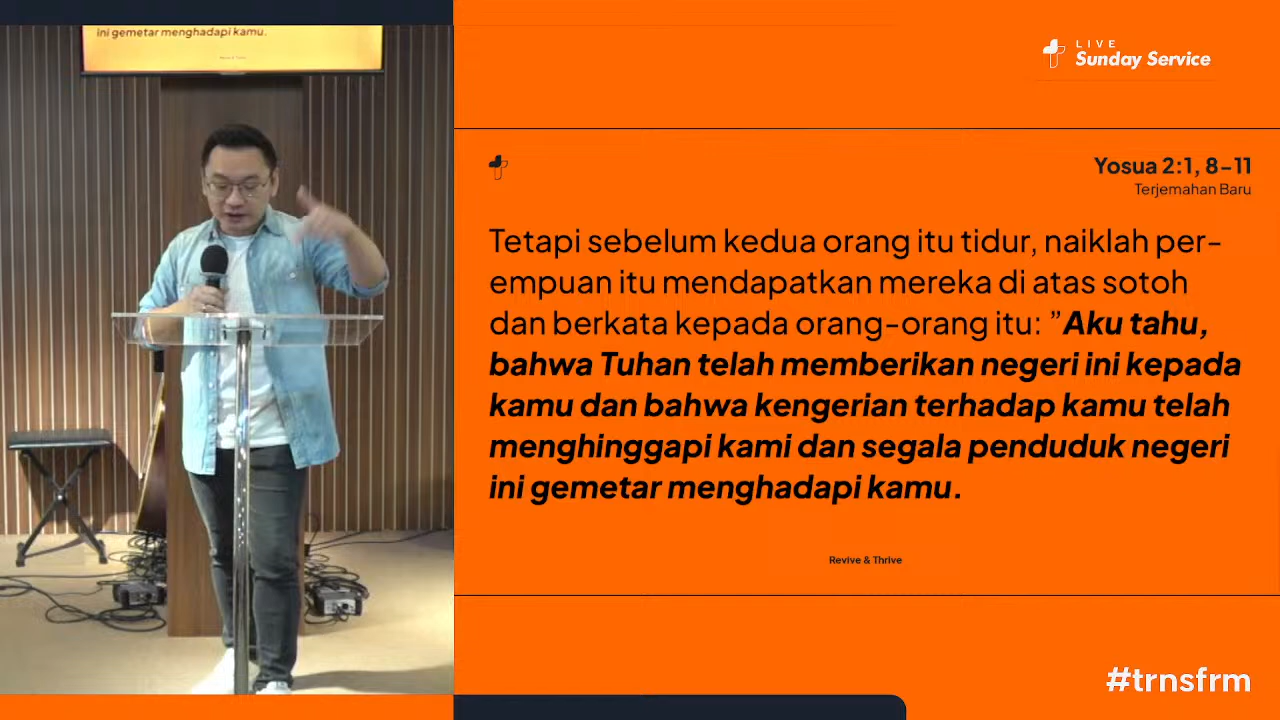 ini gemetar menghadapi kamu.
LIVE
Sunday Service
Yosua 2:1, 8–11
Terjemahan Baru
Tetapi sebelum kedua orang itu tidur, naiklah per-
empuan itu mendapatkan mereka di atas sotoh
dan berkata kepada orang-orang itu: ”Aku tahu,
bahwa Tuhan telah memberikan negeri ini kepada
kamu dan bahwa kengerian terhadap kamu telah
menghinggapi kami dan segala penduduk negeri
ini gemetar menghadapi kamu.
Revive & Thrive
#trnsfrm